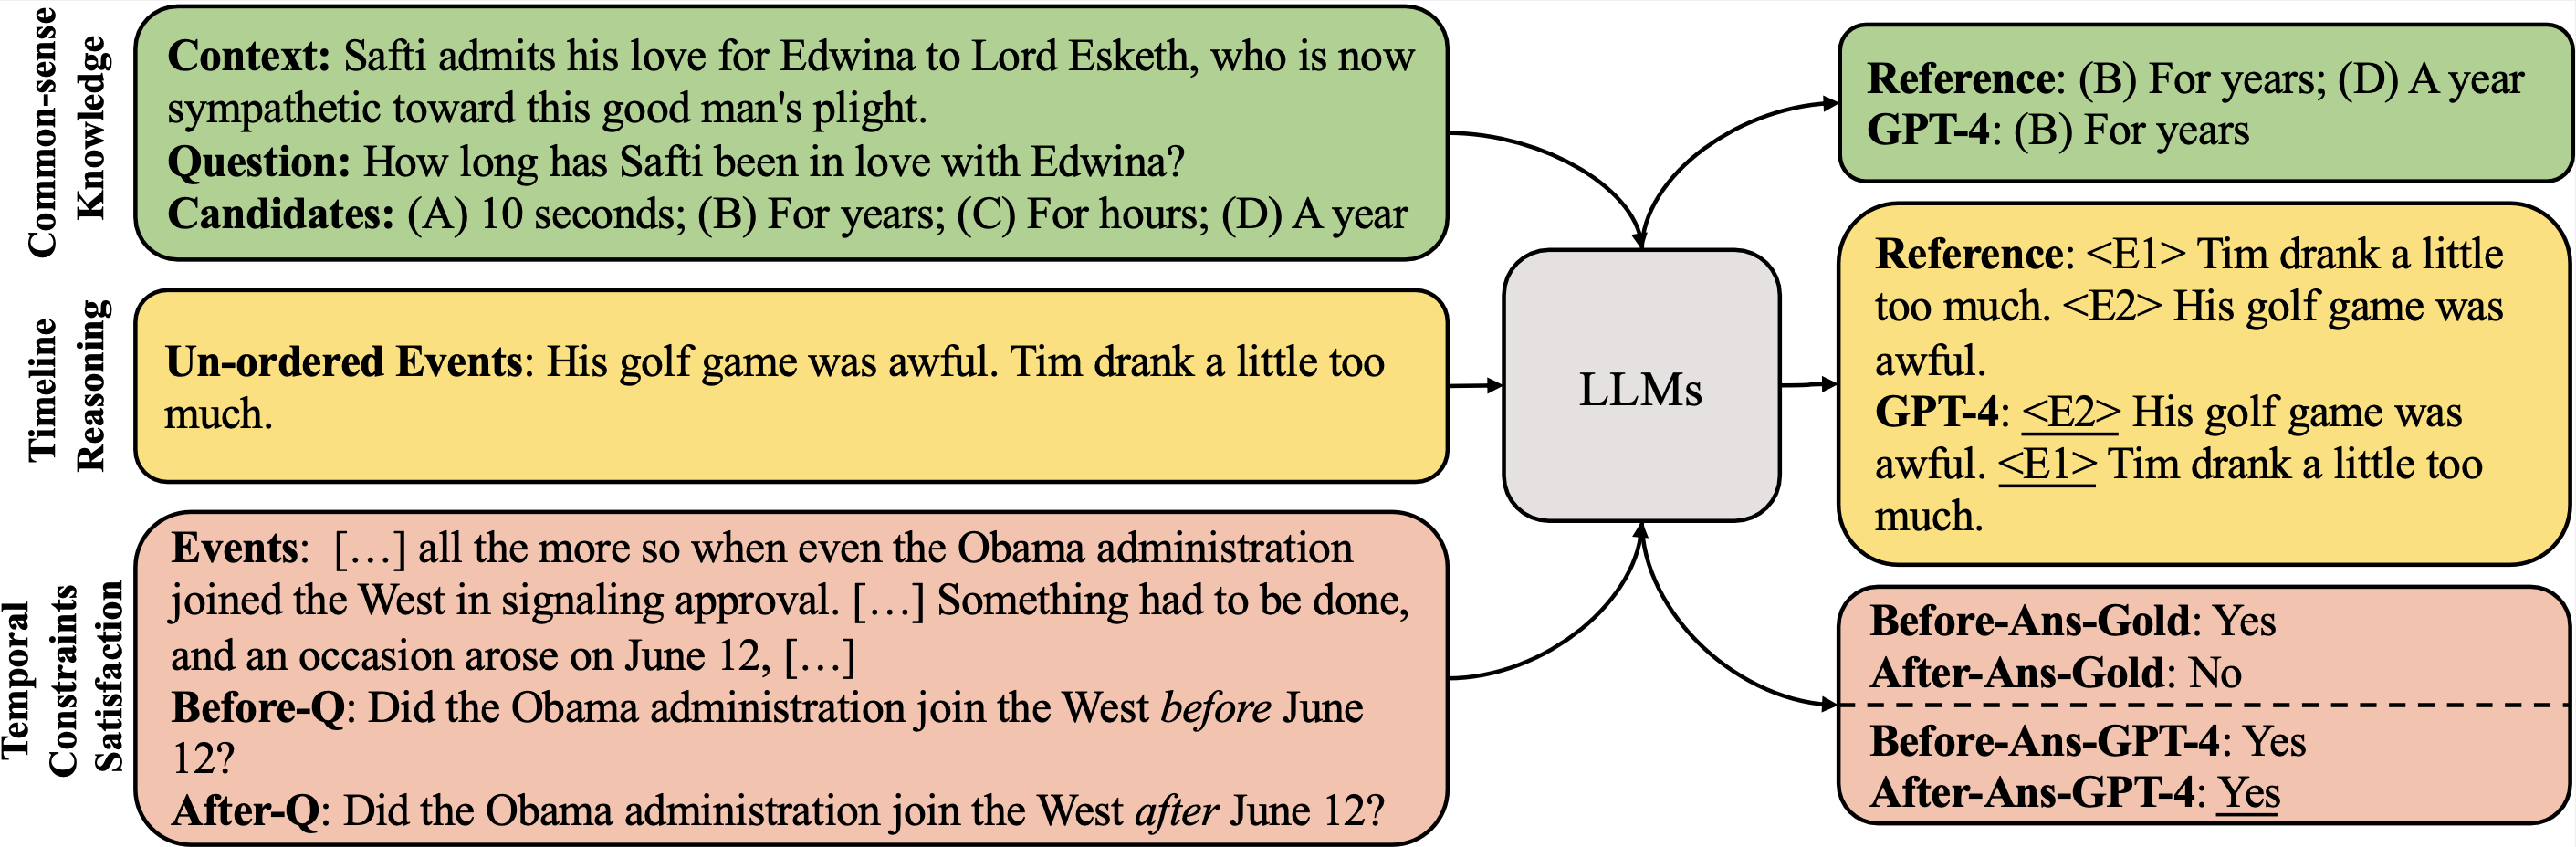 Common-sense
Knowledge
Context: Safti admits his love for Edwina to Lord Esketh, who is now
sympathetic toward this good man's plight.
Question: How long has Safti been in love with Edwina?
Candidates: (A) 10 seconds; (B) For years; (C) For hours; (D) A year
Reference: (B) For years; (D) A year
GPT-4: (B) For years
Timeline
Reasoning
Un-ordered Events: His golf game was awful. Tim drank a little too
much.
LLMs
Reference: <E1> Tim drank a little
too much. <E2> His golf game was
awful.
GPT-4: <E2> His golf game was
awful. <E1> Tim drank a little too
much.
Temporal
Constraints
Satisfaction
Events: […] all the more so when even the Obama administration
joined the West in signaling approval. […] Something had to be done,
and an occasion arose on June 12, […]
Before-Q: Did the Obama administration join the West before June
12?
After-Q: Did the Obama administration join the West after June 12?
Before-Ans-Gold: Yes
After-Ans-Gold: No
Before-Ans-GPT-4: Yes
After-Ans-GPT-4: Yes